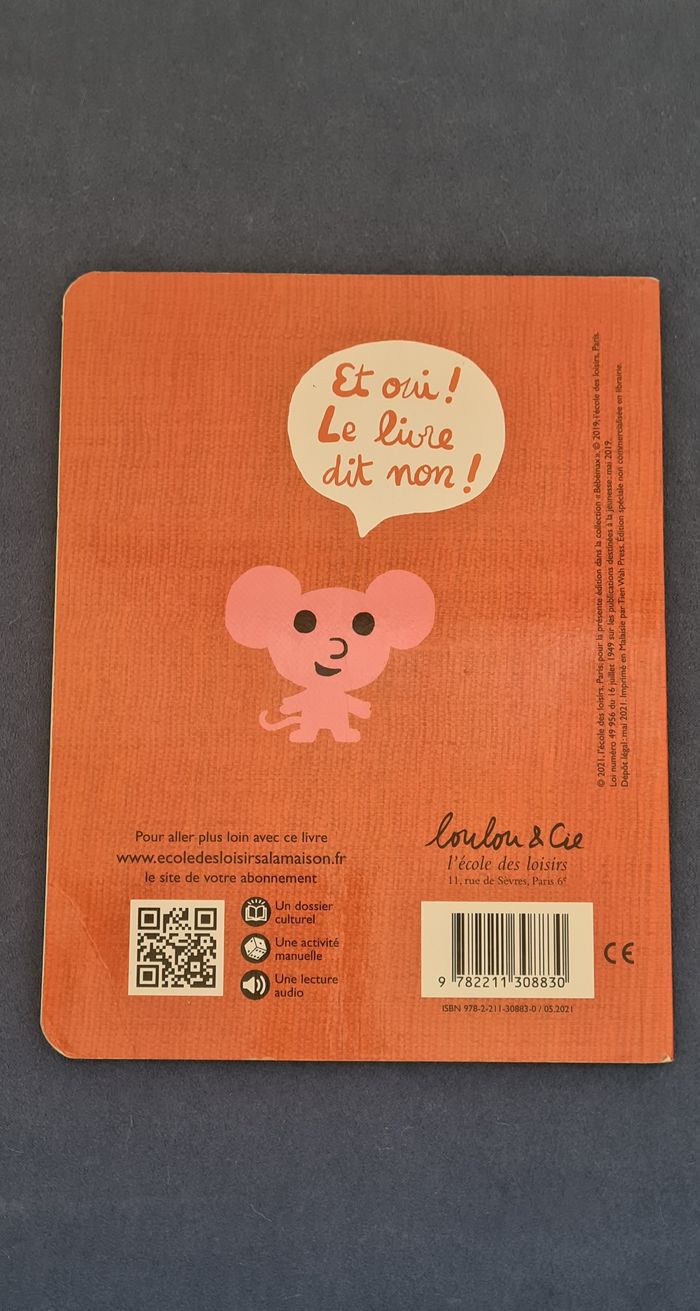 Et oui !
Le livre
dit non !
© 2021, l'école des loisirs, Paris, pour la présente édition dans la collection « Bébémax ». © 2019, l'école des loisirs, Paris.
Loi numéro 49 956 du 16 juillet 1949 sur les publications destinées à la jeunesse : mai 2019.
Dépôt légal : mai 2021. Imprimé en Malaisie par Tien Wah Press. Édition spéciale non commercialisée en librairie.
Pour aller plus loin avec ce livre
www.ecoledesloisirsalamaison.fr
le site de votre abonnement
Un dossier
culturel
Une activité
manuelle
Une lecture
audio
loulou & Cie
l'école des loisirs
11, rue de Sèvres, Paris 6e
9 782211 308830
ISBN 978-2-211-30883-0 / 05.2021
CE